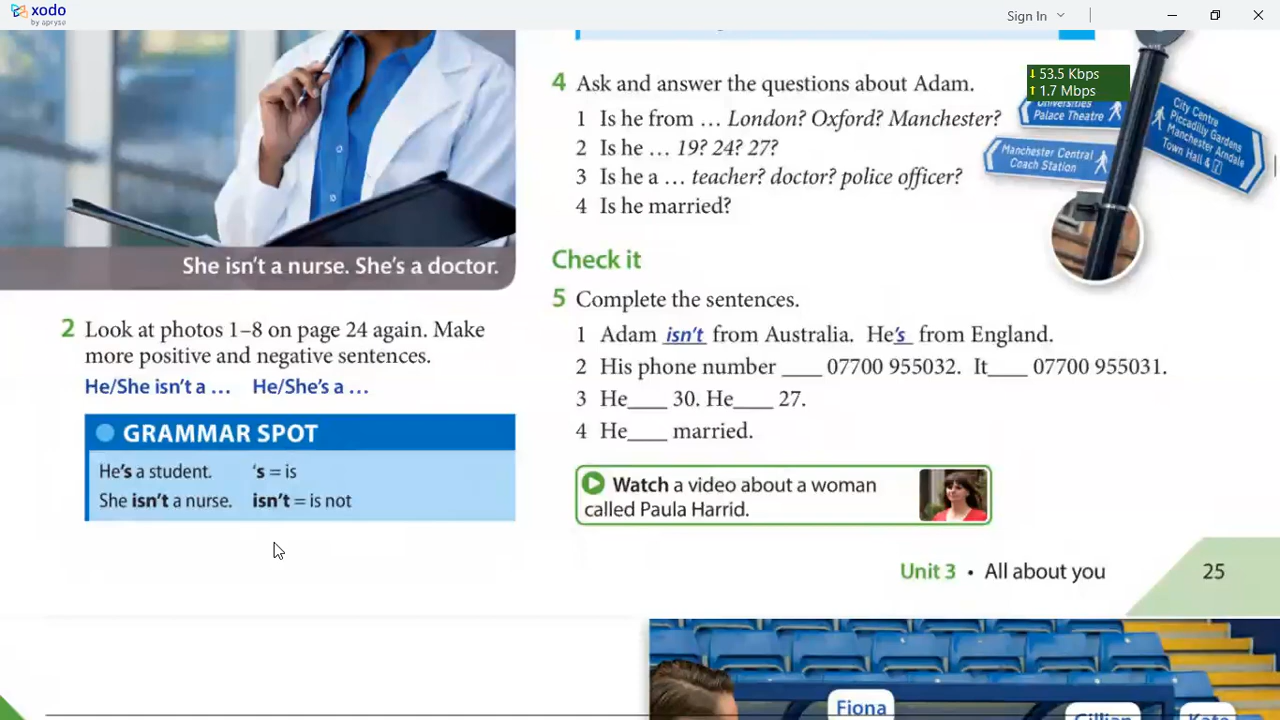 xodo
by apryse
Sign In
↓ 53.5 Kbps
↑ 1.7 Mbps
Universities
Palace Theatre
Manchester Central
Coach Station
City Centre
Piccadilly Gardens
Manchester Arndale
Town Hall &
She isn't a nurse. She's a doctor.
2 Look at photos 1–8 on page 24 again. Make
more positive and negative sentences.
He/She isn't a … He/She's a …
GRAMMAR SPOT
He's a student. 's = is
She isn't a nurse. isn't = is not
4 Ask and answer the questions about Adam.
1 Is he from … London? Oxford? Manchester?
2 Is he … 19? 24? 27?
3 Is he a … teacher? doctor? police officer?
4 Is he married?
Check it
5 Complete the sentences.
1 Adam isn't from Australia. He's from England.
2 His phone number ____ 07700 955032. It____ 07700 955031.
3 He____ 30. He____ 27.
4 He____ married.
Watch a video about a woman
called Paula Harrid.
Unit 3 • All about you 25
Fiona
Gillian
Kate